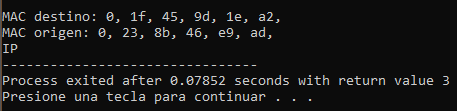 MAC destino: 0, 1f, 45, 9d, 1e, a2,
MAC origen: 0, 23, 8b, 46, e9, ad,
IP
--------------------------------
Process exited after 0.07852 seconds with return value 3
Presione una tecla para continuar . . .